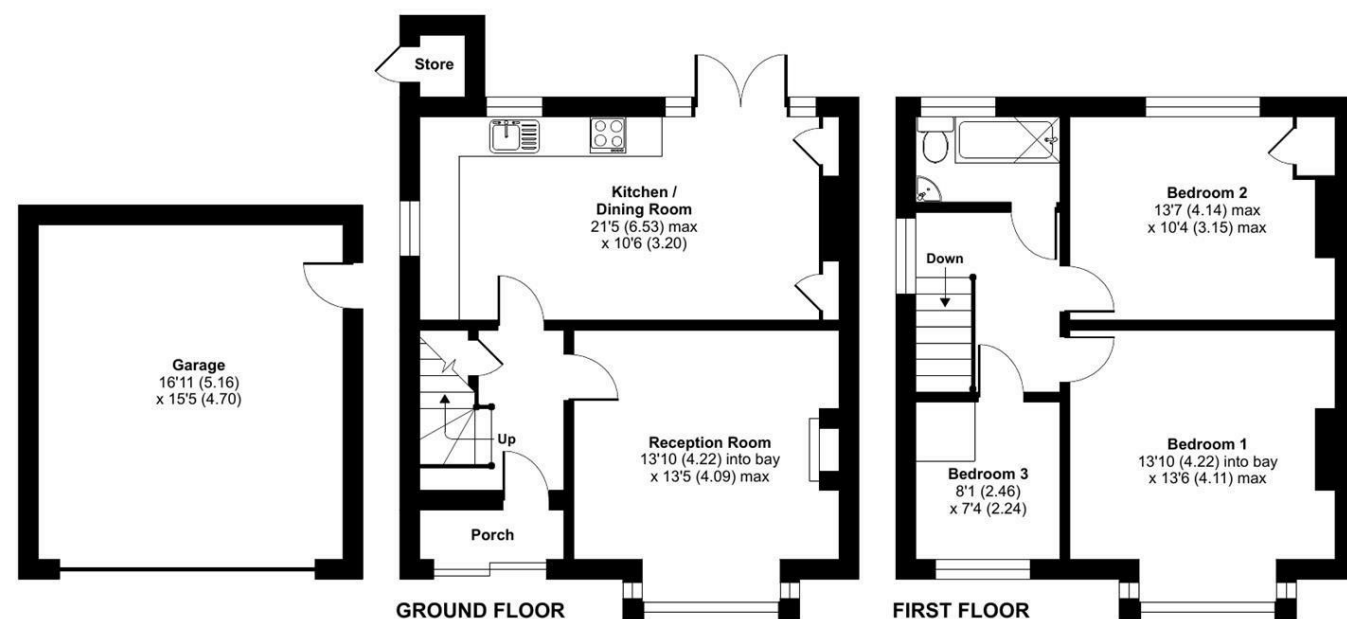 Store
Kitchen /
Dining Room
21'5 (6.53) max
x 10'6 (3.20)
Garage
16'11 (5.16)
x 15'5 (4.70)
Up
Reception Room
13'10 (4.22) into bay
x 13'5 (4.09) max
Porch
GROUND FLOOR
Bedroom 2
13'7 (4.14) max
x 10'4 (3.15) max
Down
Bedroom 1
13'10 (4.22) into bay
x 13'6 (4.11) max
Bedroom 3
8'1 (2.46)
x 7'4 (2.24)
FIRST FLOOR